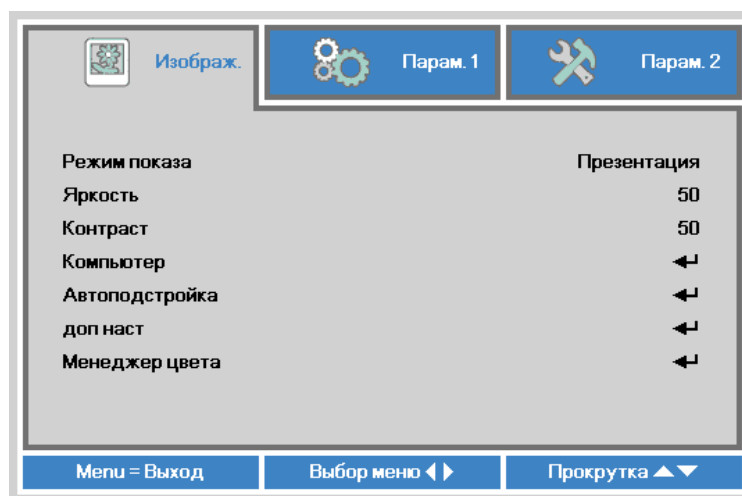 Изображ. Парам. 1 Парам. 2
Режим показа Презентация
Яркость 50
Контраст 50
Компьютер
Автоподстройка
доп наст
Менеджер цвета
Menu = Выход Выбор меню Прокрутка